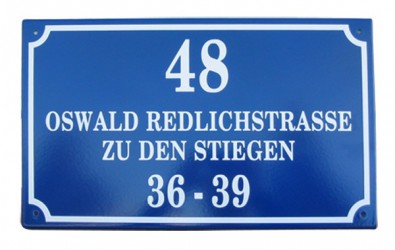 48
OSWALD REDLICHSTRASSE
ZU DEN STIEGEN
36 - 39